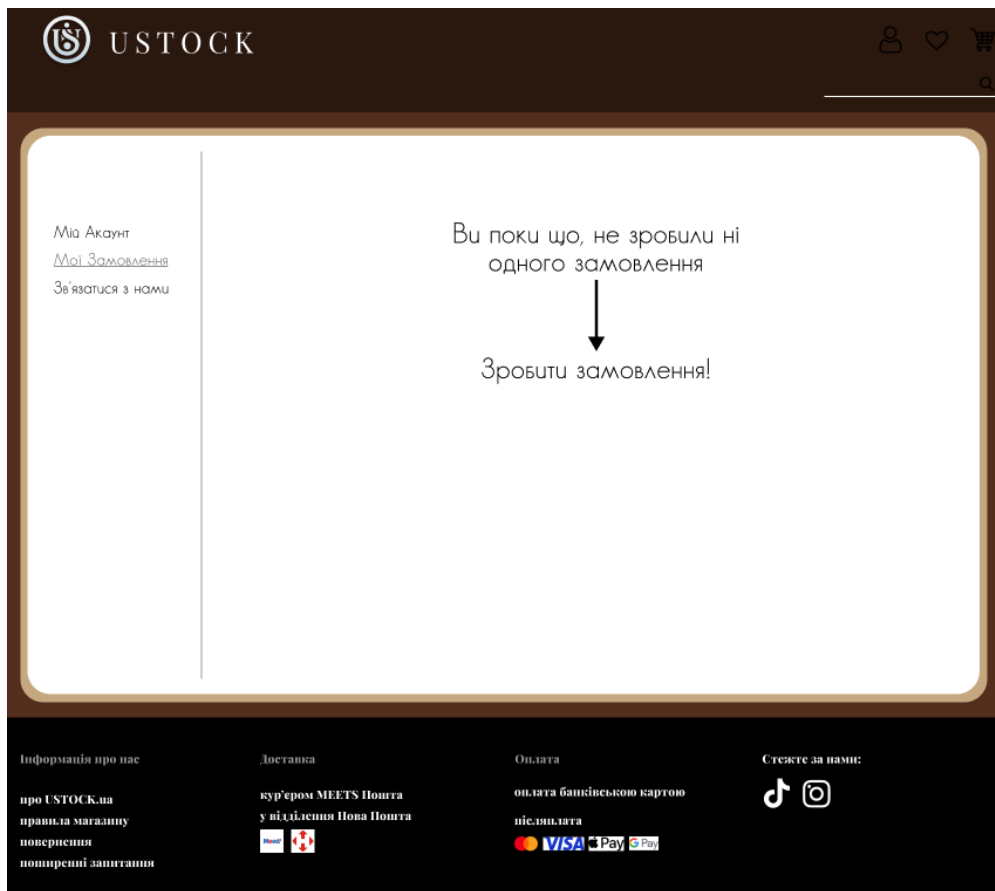 USTOCK
Мій Акаунт
Мої Замовлення
Зв'язатися з нами
Ви поки що, не зробили ні
одного замовлення
Зробити замовлення!
Інформація про нас
про USTOCK.ua
правила магазину
повернення
поширенні запитання
Доставка
кур'єром MEETS Пошта
у відділення Нова Пошта
Meest
Оплата
оплата банківською картою
післяплата
VISA Pay G Pay
Стежте за нами: